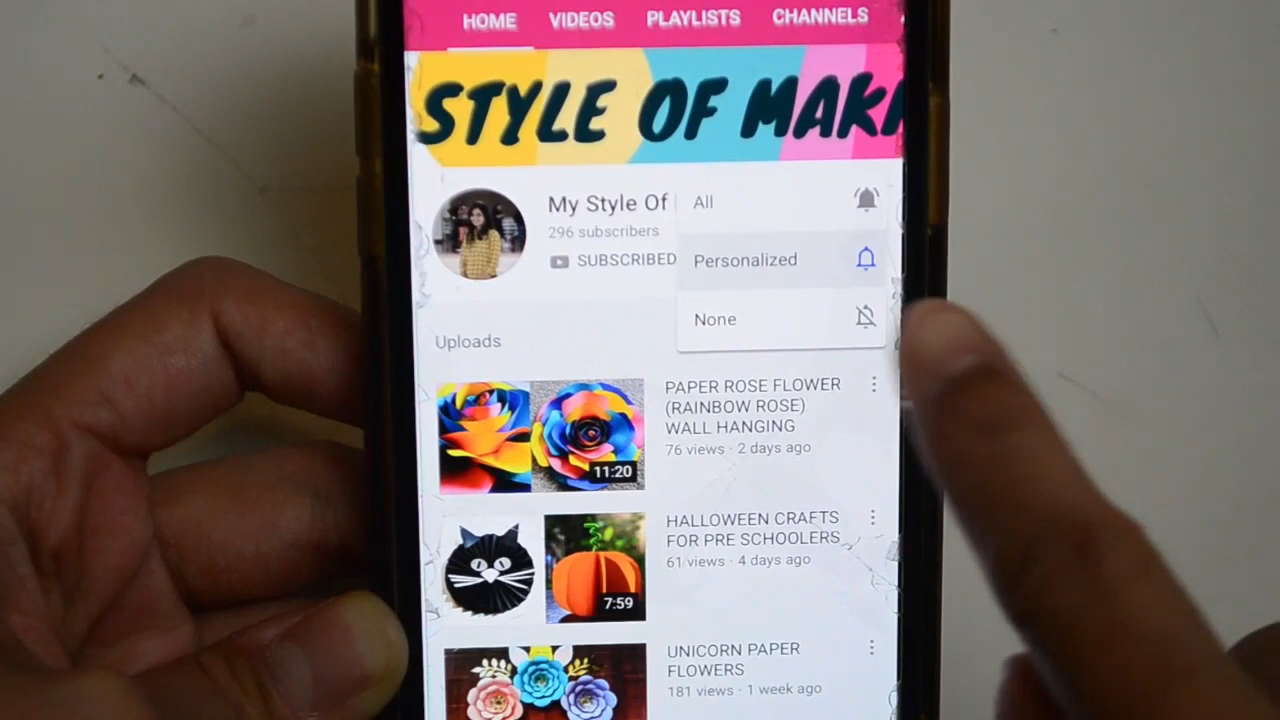 HOME VIDEOS PLAYLISTS CHANNELS
STYLE OF MAK
My Style Of
296 subscribers
SUBSCRIBED
All
Personalized
None
Uploads
PAPER ROSE FLOWER
(RAINBOW ROSE)
WALL HANGING
76 views · 2 days ago
11:20
HALLOWEEN CRAFTS
FOR PRE SCHOOLERS
61 views · 4 days ago
7:59
UNICORN PAPER
FLOWERS
181 views · 1 week ago